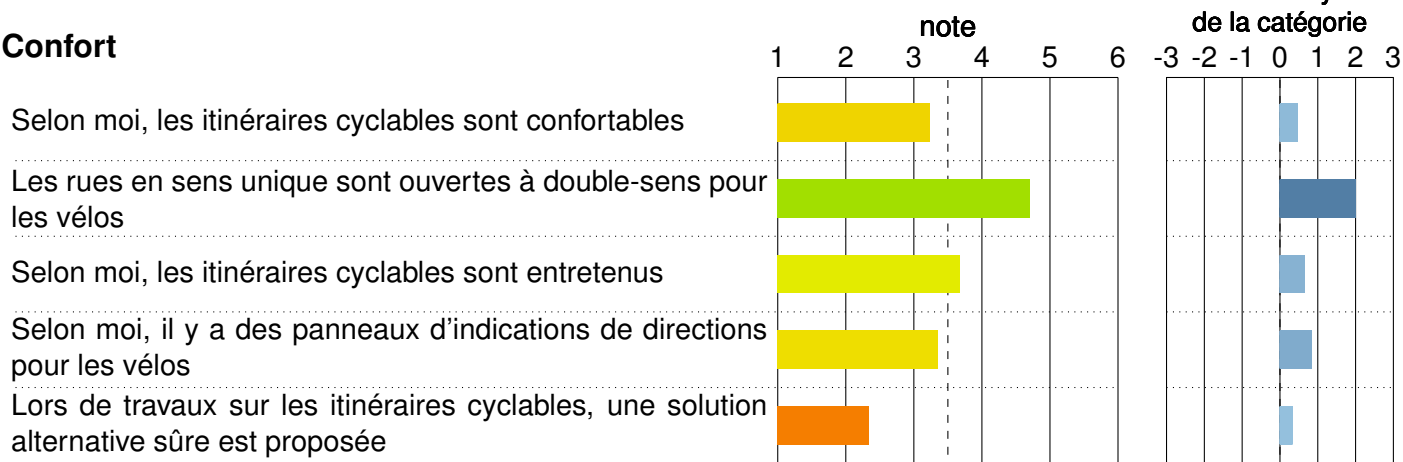 note
de la catégorie
Confort
1 2 3 4 5 6
-3 -2 -1 0 1 2 3
Selon moi, les itinéraires cyclables sont confortables
Les rues en sens unique sont ouvertes à double-sens pour
les vélos
Selon moi, les itinéraires cyclables sont entretenus
Selon moi, il y a des panneaux d'indications de directions
pour les vélos
Lors de travaux sur les itinéraires cyclables, une solution
alternative sûre est proposée